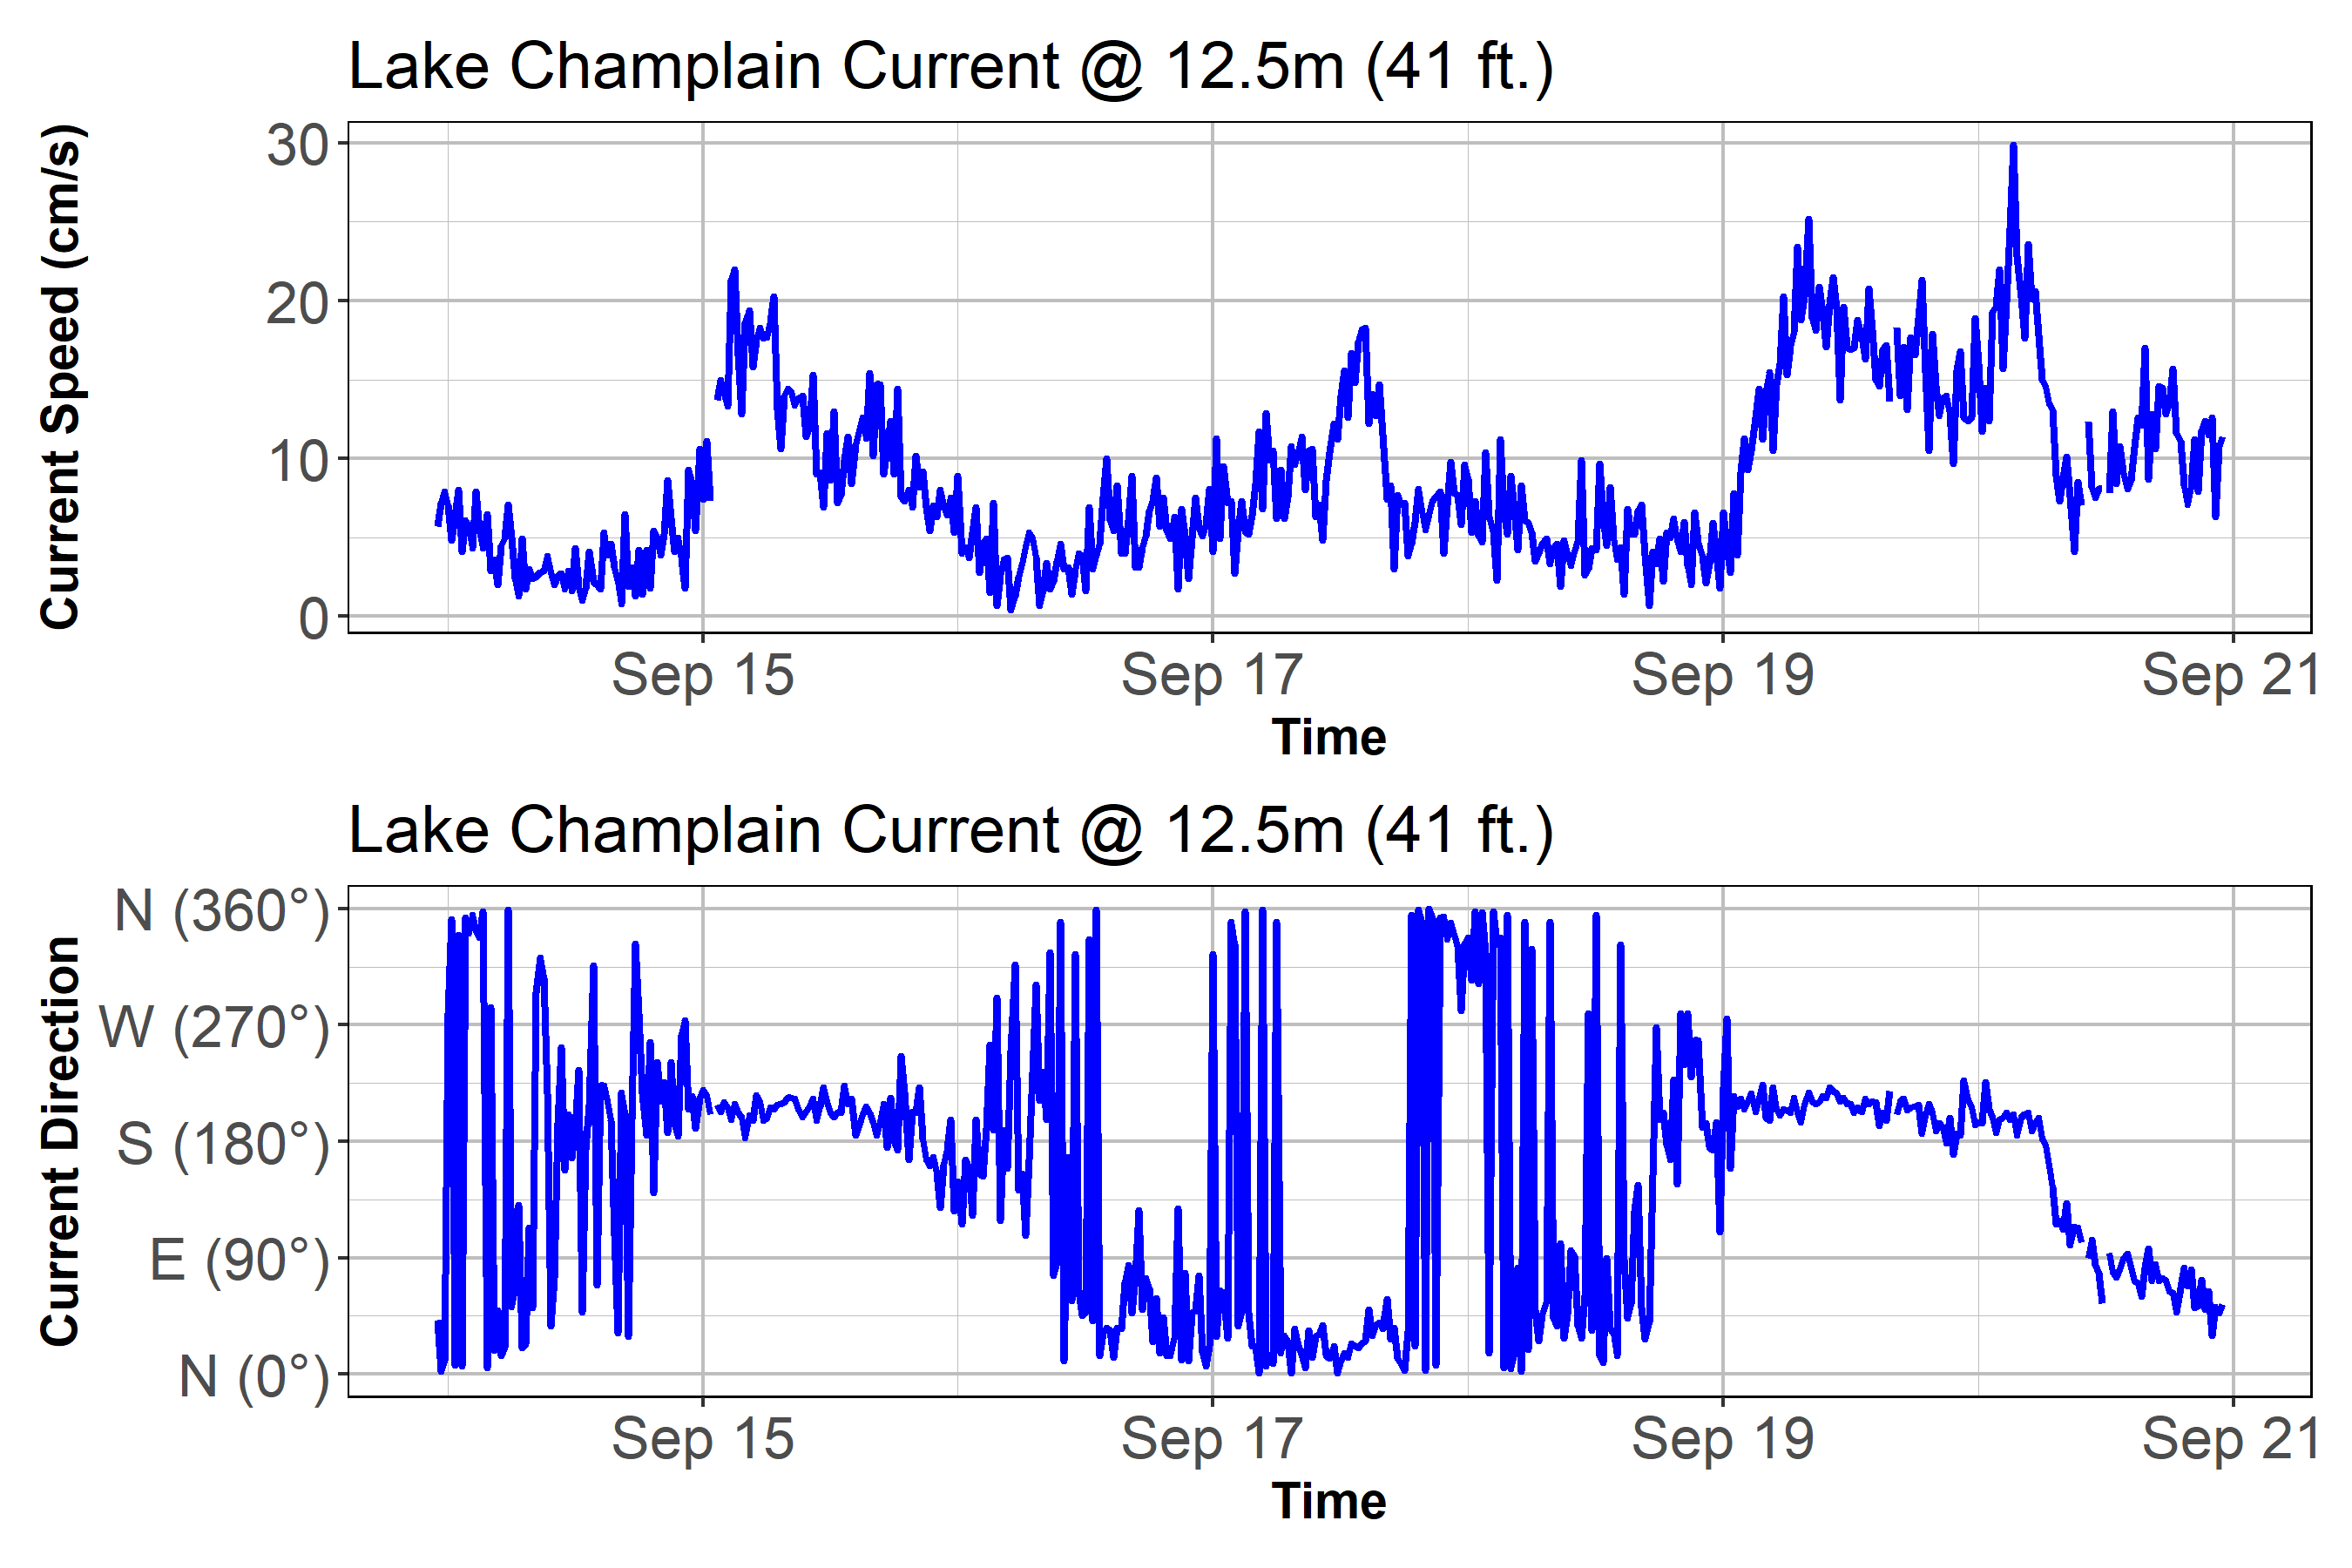 Lake Champlain Current @ 12.5m (41 ft.)
Current Speed (cm/s)
30
20
10
0
Sep 15
Sep 17
Sep 19
Sep 21
Time
Lake Champlain Current @ 12.5m (41 ft.)
Current Direction
N (360°)
W (270°)
S (180°)
E (90°)
N (0°)
Sep 15
Sep 17
Sep 19
Sep 21
Time